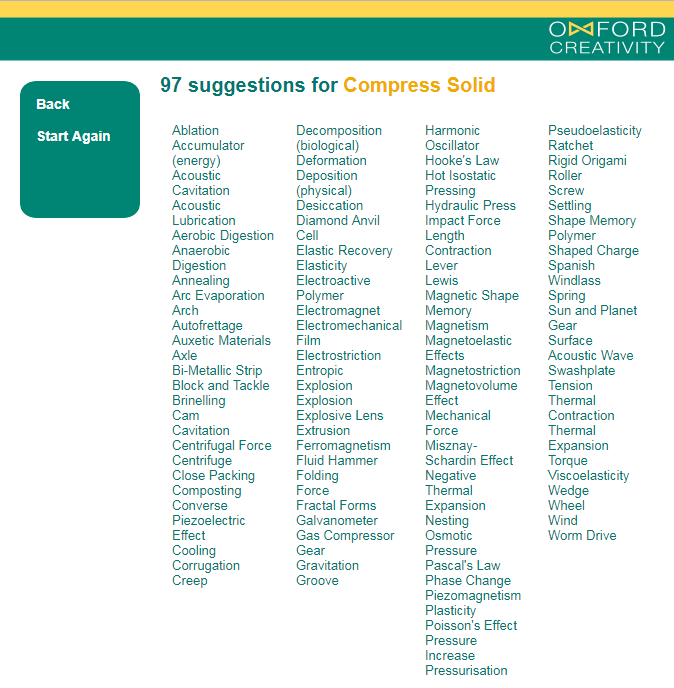 OXFORD
CREATIVITY
97 suggestions for Compress Solid
Back
Start Again
Ablation
Accumulator
(energy)
Acoustic
Cavitation
Acoustic
Lubrication
Aerobic Digestion
Anaerobic
Digestion
Annealing
Arc Evaporation
Arch
Autofrettage
Auxetic Materials
Axle
Bi-Metallic Strip
Block and Tackle
Brinelling
Cam
Cavitation
Centrifugal Force
Centrifuge
Close Packing
Composting
Converse
Piezoelectric
Effect
Cooling
Corrugation
Creep
Decomposition
(biological)
Deformation
Deposition
(physical)
Desiccation
Diamond Anvil
Cell
Elastic Recovery
Elasticity
Electroactive
Polymer
Electromagnet
Electromechanical
Film
Electrostriction
Entropic
Explosion
Explosion
Explosive Lens
Extrusion
Ferromagnetism
Fluid Hammer
Folding
Force
Fractal Forms
Galvanometer
Gas Compressor
Gear
Gravitation
Groove
Harmonic
Oscillator
Hooke's Law
Hot Isostatic
Pressing
Hydraulic Press
Impact Force
Length
Contraction
Lever
Lewis
Magnetic Shape
Memory
Magnetism
Magnetoelastic
Effects
Magnetostriction
Magnetovolume
Effect
Mechanical
Force
Misznay-
Schardin Effect
Negative
Thermal
Expansion
Nesting
Osmotic
Pressure
Pascal's Law
Phase Change
Piezomagnetism
Plasticity
Poisson's Effect
Pressure
Increase
Pressurisation
Pseudoelasticity
Ratchet
Rigid Origami
Roller
Screw
Settling
Shape Memory
Polymer
Shaped Charge
Spanish
Windlass
Spring
Sun and Planet
Gear
Surface
Acoustic Wave
Swashplate
Tension
Thermal
Contraction
Thermal
Expansion
Torque
Viscoelasticity
Wedge
Wheel
Wind
Worm Drive